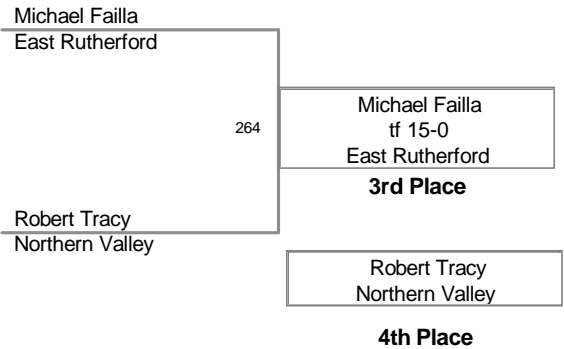 Michael Failla
East Rutherford
264
Michael Failla
tf 15-0
East Rutherford
3rd Place
Robert Tracy
Northern Valley
Robert Tracy
Northern Valley
4th Place